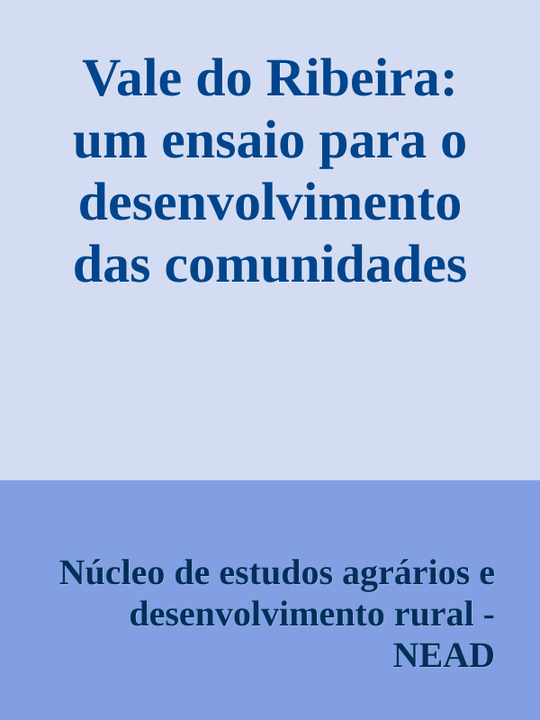 Vale do Ribeira:
um ensaio para o
desenvolvimento
das comunidades
Núcleo de estudos agrários e
desenvolvimento rural -
NEAD